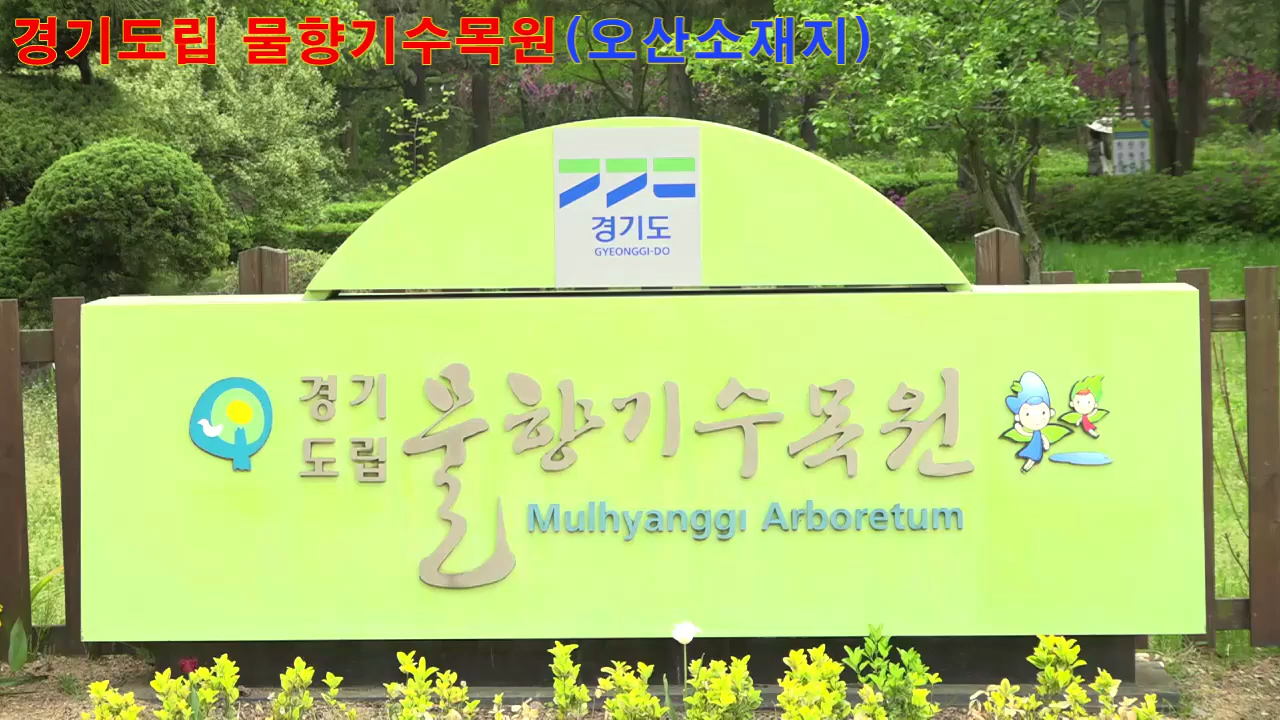 경기도립 물향기수목원(오산소재지)
경기도
GYEONGGI-DO
경기
도립
물향기수목원
Mulhyanggi Arboretum